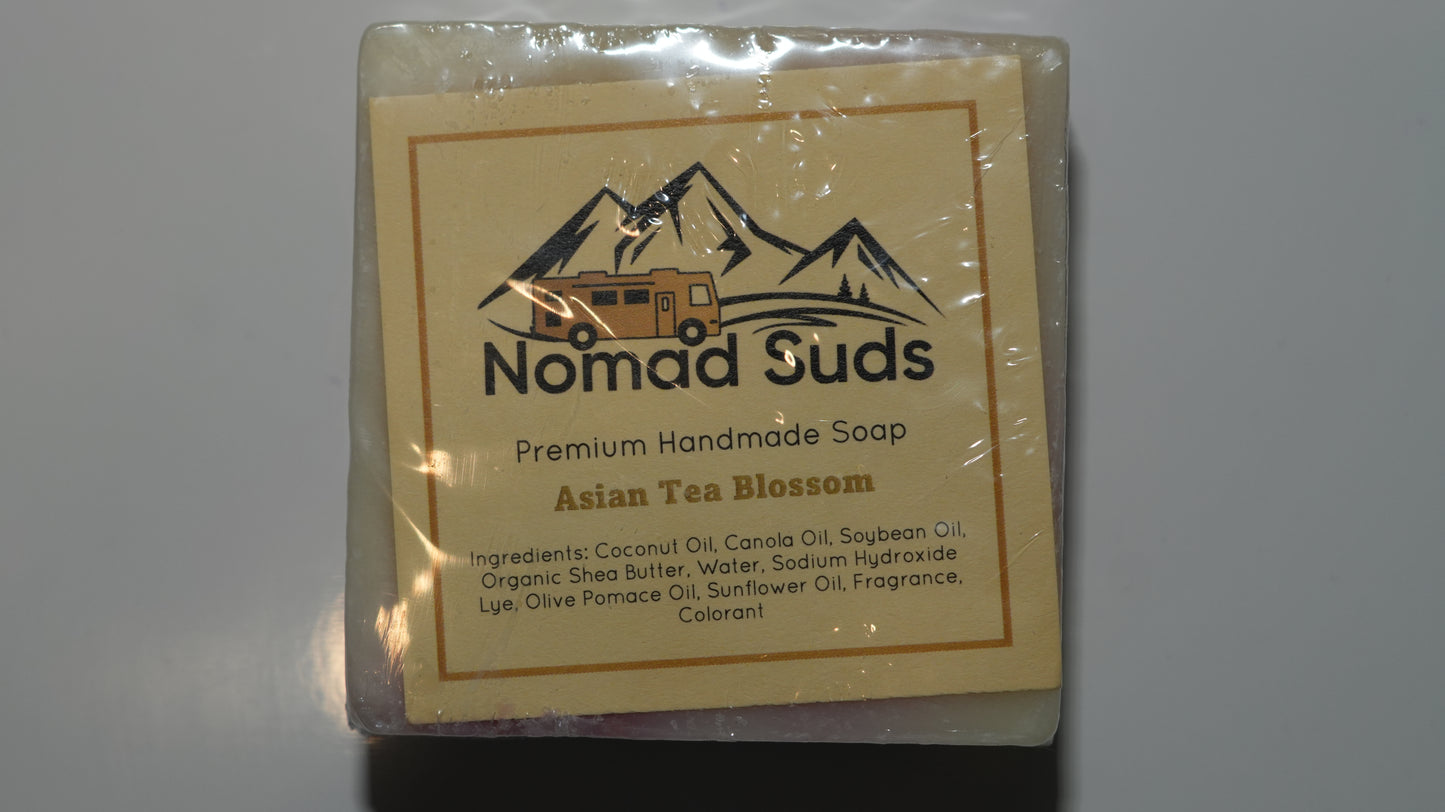 Nomad Suds
Premium Handmade Soap
Asian Tea Blossom
Ingredients: Coconut Oil, Canola Oil, Soybean Oil,
Organic Shea Butter, Water, Sodium Hydroxide
Lye, Olive Pomace Oil, Sunflower Oil, Fragrance,
Colorant